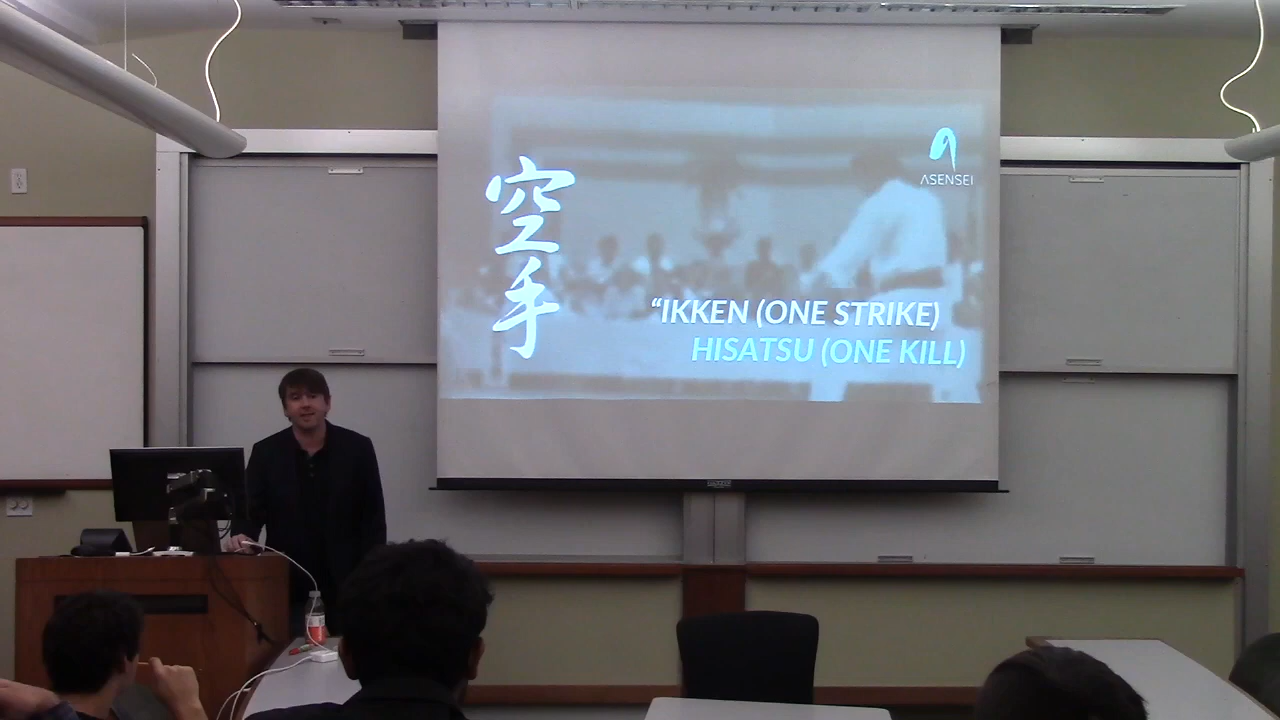 空手
ASENSEI
“IKKEN (ONE STRIKE)
HISATSU (ONE KILL)